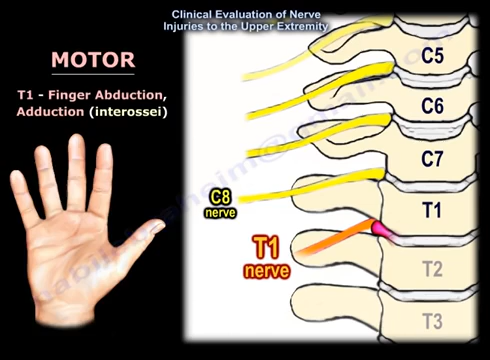 Clinical Evaluation of Nerve
Injuries to the Upper Extremity
MOTOR
T1 - Finger Abduction,
Adduction (interossei)
C5
C6
C7
C8
nerve
T1
T1
nerve
T2
T3